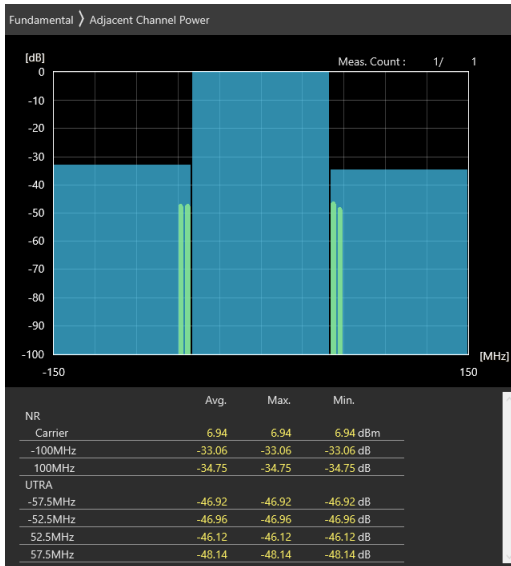 Fundamental 〉 Adjacent Channel Power
[dB]
Meas. Count : 1/ 1
0
-10
-20
-30
-40
-50
-60
-70
-80
-90
-100
[MHz]
-150 150
Avg. Max. Min.
NR
Carrier 6.94 6.94 6.94 dBm
-100MHz -33.06 -33.06 -33.06 dB
100MHz -34.75 -34.75 -34.75 dB
UTRA
-57.5MHz -46.92 -46.92 -46.92 dB
-52.5MHz -46.96 -46.96 -46.96 dB
52.5MHz -46.12 -46.12 -46.12 dB
57.5MHz -48.14 -48.14 -48.14 dB